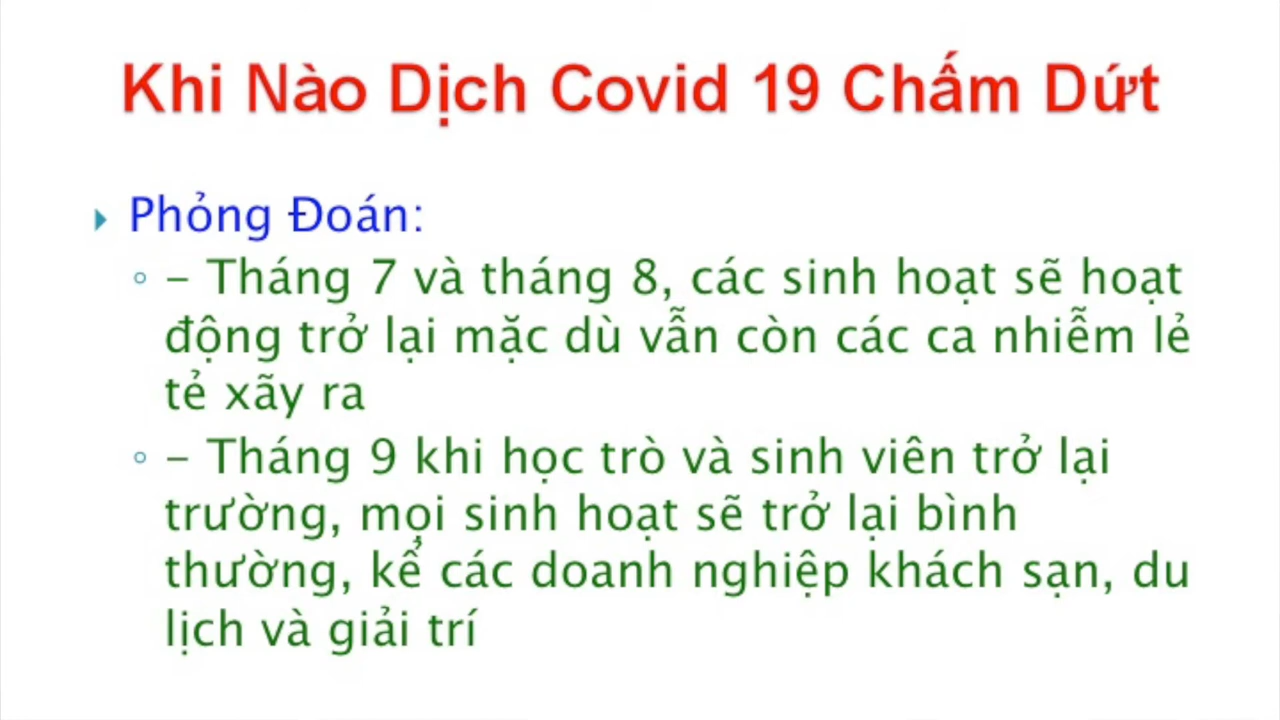 Khi Nào Dịch Covid 19 Chấm Dứt
Phỏng Đoán:
– Tháng 7 và tháng 8, các sinh hoạt sẽ hoạt
động trở lại mặc dù vẫn còn các ca nhiễm lẻ
tẻ xãy ra
– Tháng 9 khi học trò và sinh viên trở lại
trường, mọi sinh hoạt sẽ trở lại bình
thường, kể các doanh nghiệp khách sạn, du
lịch và giải trí